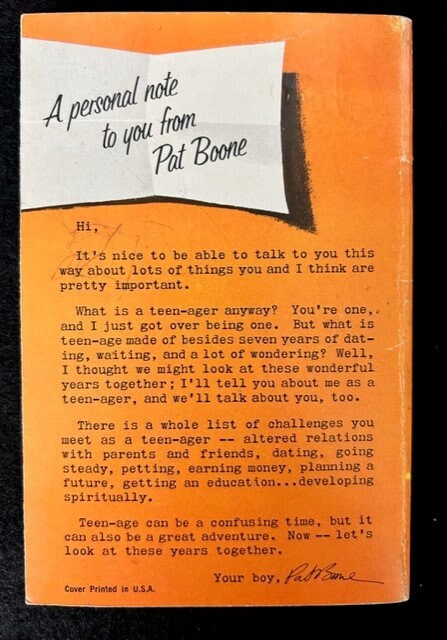 A personal note
to you from
Pat Boone
Hi,
It's nice to be able to talk to you this
way about lots of things you and I think are
pretty important.
What is a teen-ager anyway? You're one,
and I just got over being one. But what is
teen-age made of besides seven years of dat-
ing, waiting, and a lot of wondering? Well,
I thought we might look at these wonderful
years together; I'll tell you about me as a
teen-ager, and we'll talk about you, too.
There is a whole list of challenges you
meet as a teen-ager -- altered relations
with parents and friends, dating, going
steady, petting, earning money, planning a
future, getting an education...developing
spiritually.
Teen-age can be a confusing time, but it
can also be a great adventure. Now -- let's
look at these years together.
Your boy, Pat Boone
Cover Printed in U.S.A.